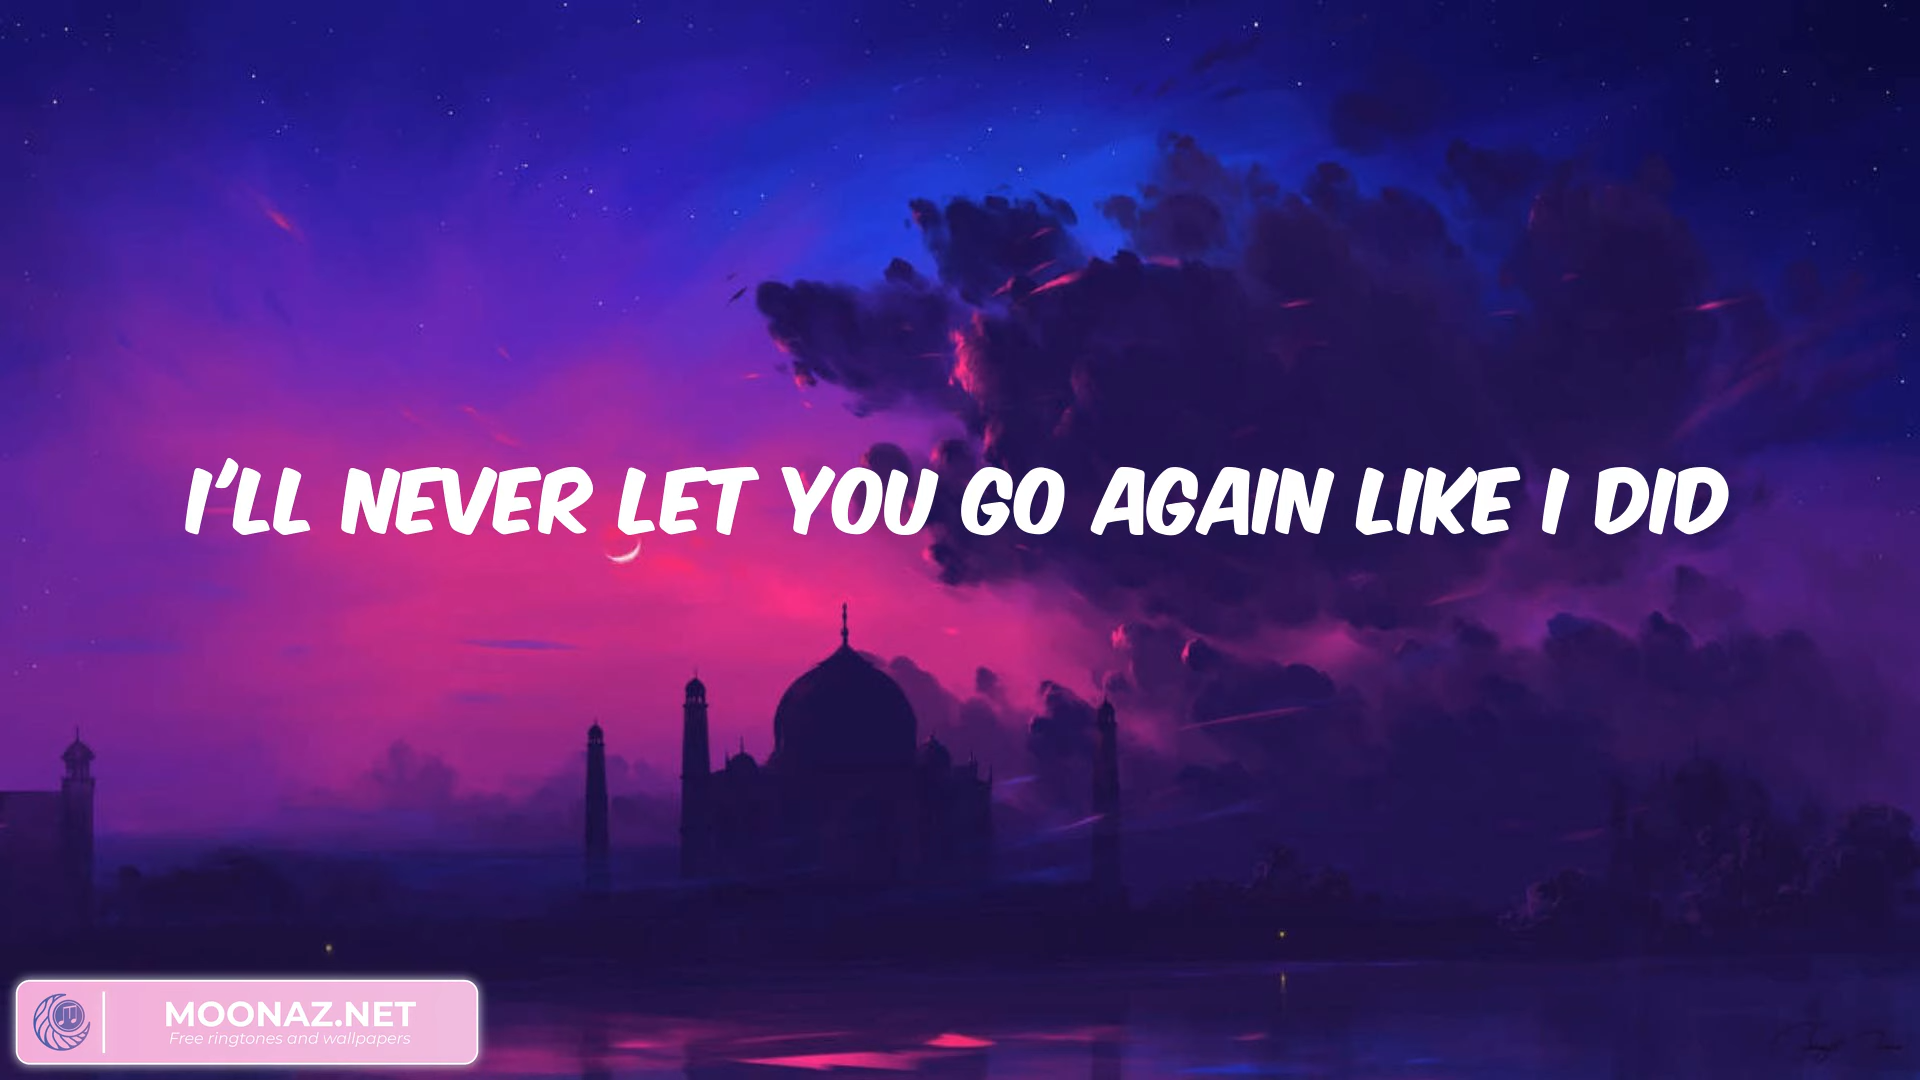 I'LL NEVER LET YOU GO AGAIN LIKE I DID
MOONAZ.NET
Free ringtones and wallpapers